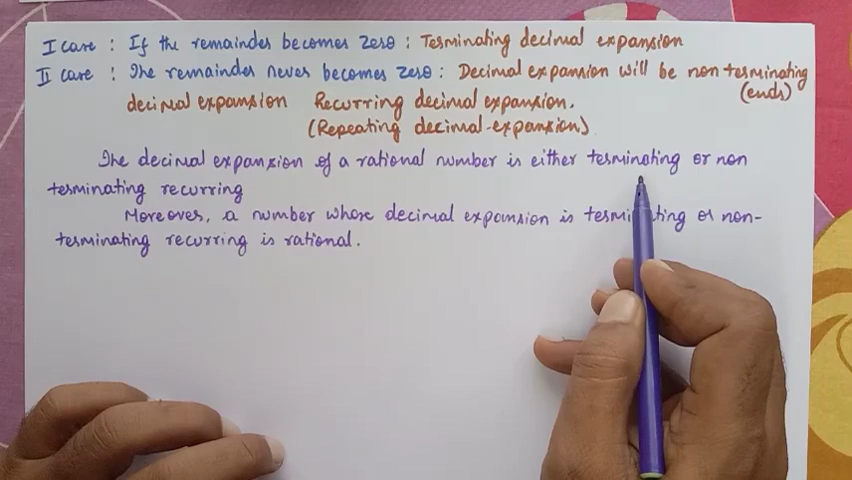 I case : If the remainder becomes zero : Terminating decimal expansion
II case : The remainder never becomes zero : Decimal expansion will be non terminating
(ends)
decimal expansion Recurring decimal expansion.
(Repeating decimal expansion)
The decimal expansion of a rational number is either terminating or non
terminating recurring
Moreover, a number whose decimal expansion is terminating or non-
terminating recurring is rational.